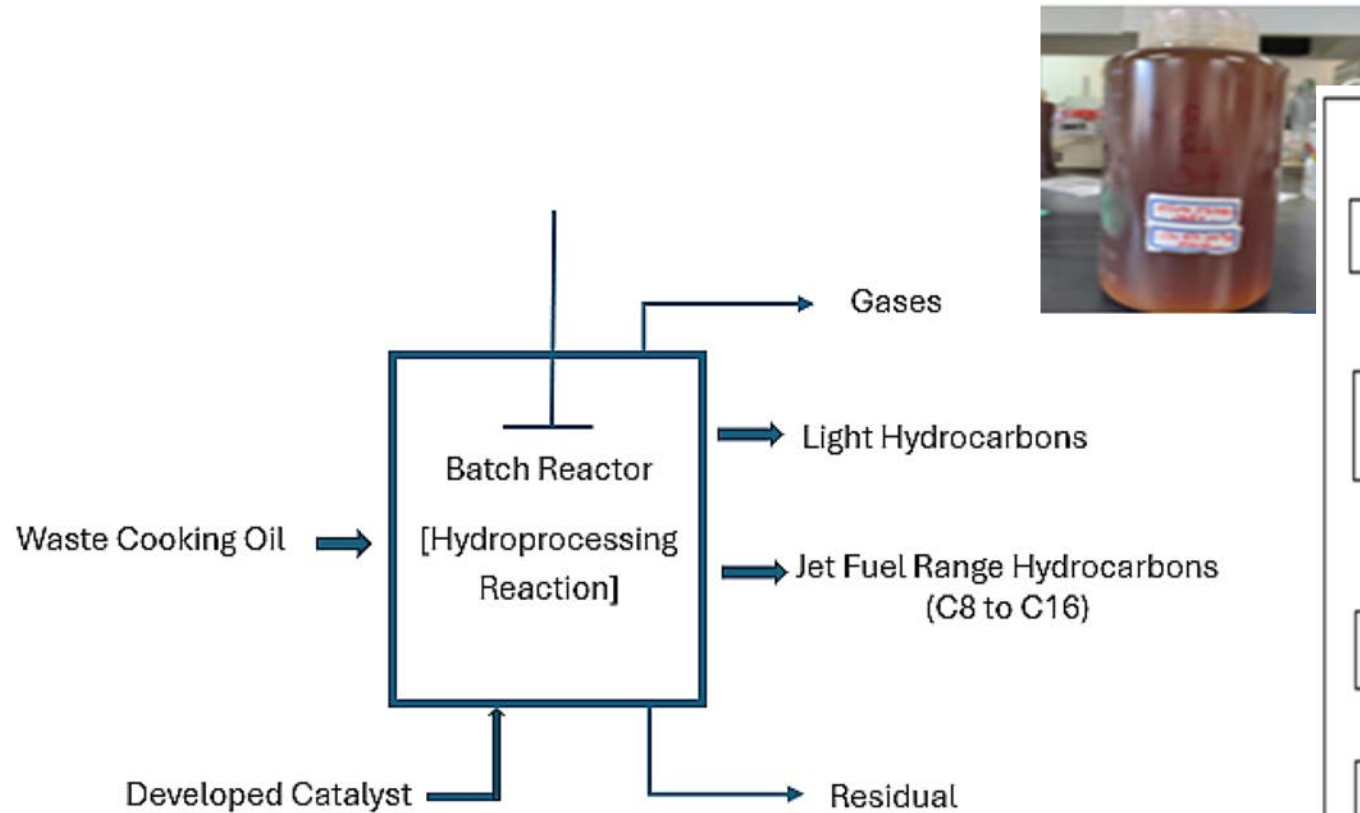 Gases
Light Hydrocarbons
Batch Reactor
Waste Cooking Oil
[Hydroprocessing
Reaction]
Jet Fuel Range Hydrocarbons
(C8 to C16)
Developed Catalyst
Residual